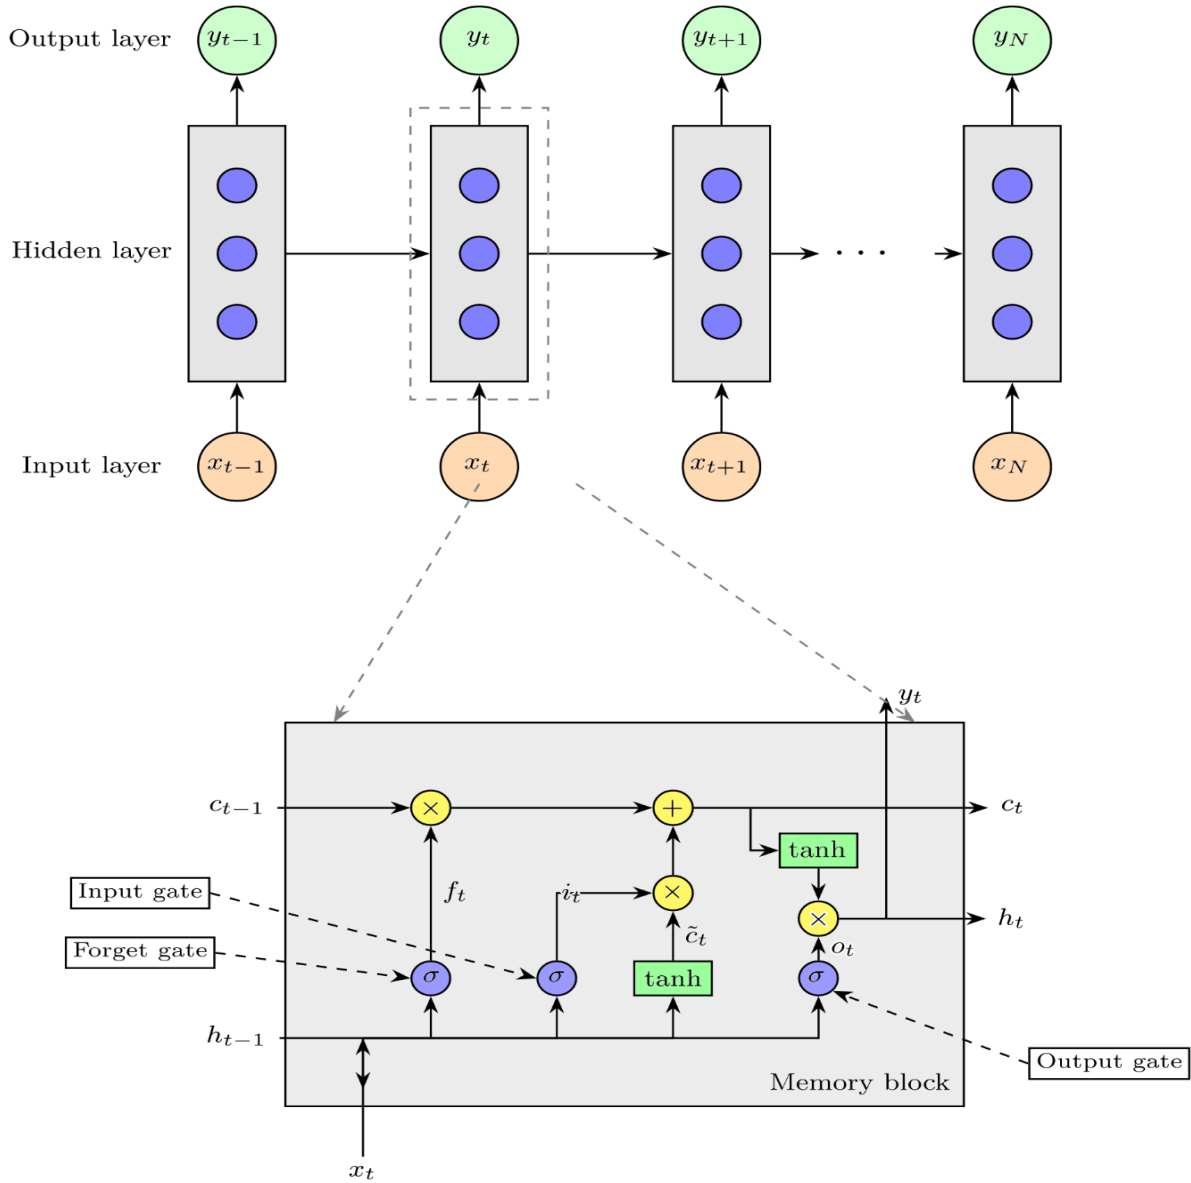 Output layer
y_{t−1} y_t y_{t+1} y_N
Hidden layer
· · ·
Input layer
x_{t−1} x_t x_{t+1} x_N
y_t
c_{t−1} × + c_t
tanh
Input gate f_t i_t × × h_t
c̃_t o_t
Forget gate σ σ tanh σ
h_{t−1}
Output gate
Memory block
x_t